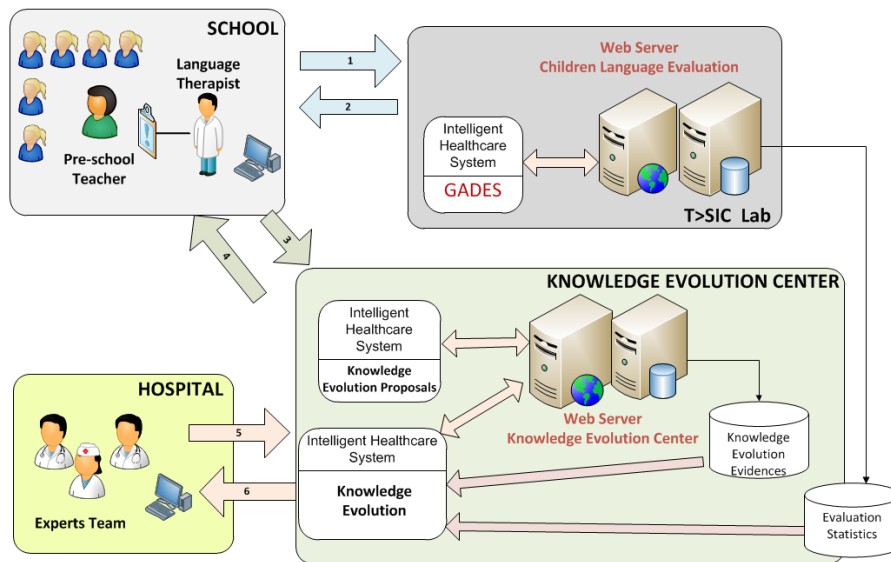 SCHOOL
Language
Therapist
Pre-school
Teacher
1
2
Web Server
Children Language Evaluation
Intelligent
Healthcare
System
GADES
T>SIC Lab
3
4
KNOWLEDGE EVOLUTION CENTER
Intelligent
Healthcare
System
Knowledge
Evolution Proposals
Web Server
Knowledge Evolution Center
HOSPITAL
Experts Team
5
6
Intelligent Healthcare
System
Knowledge
Evolution
Knowledge
Evolution
Evidences
Evaluation
Statistics